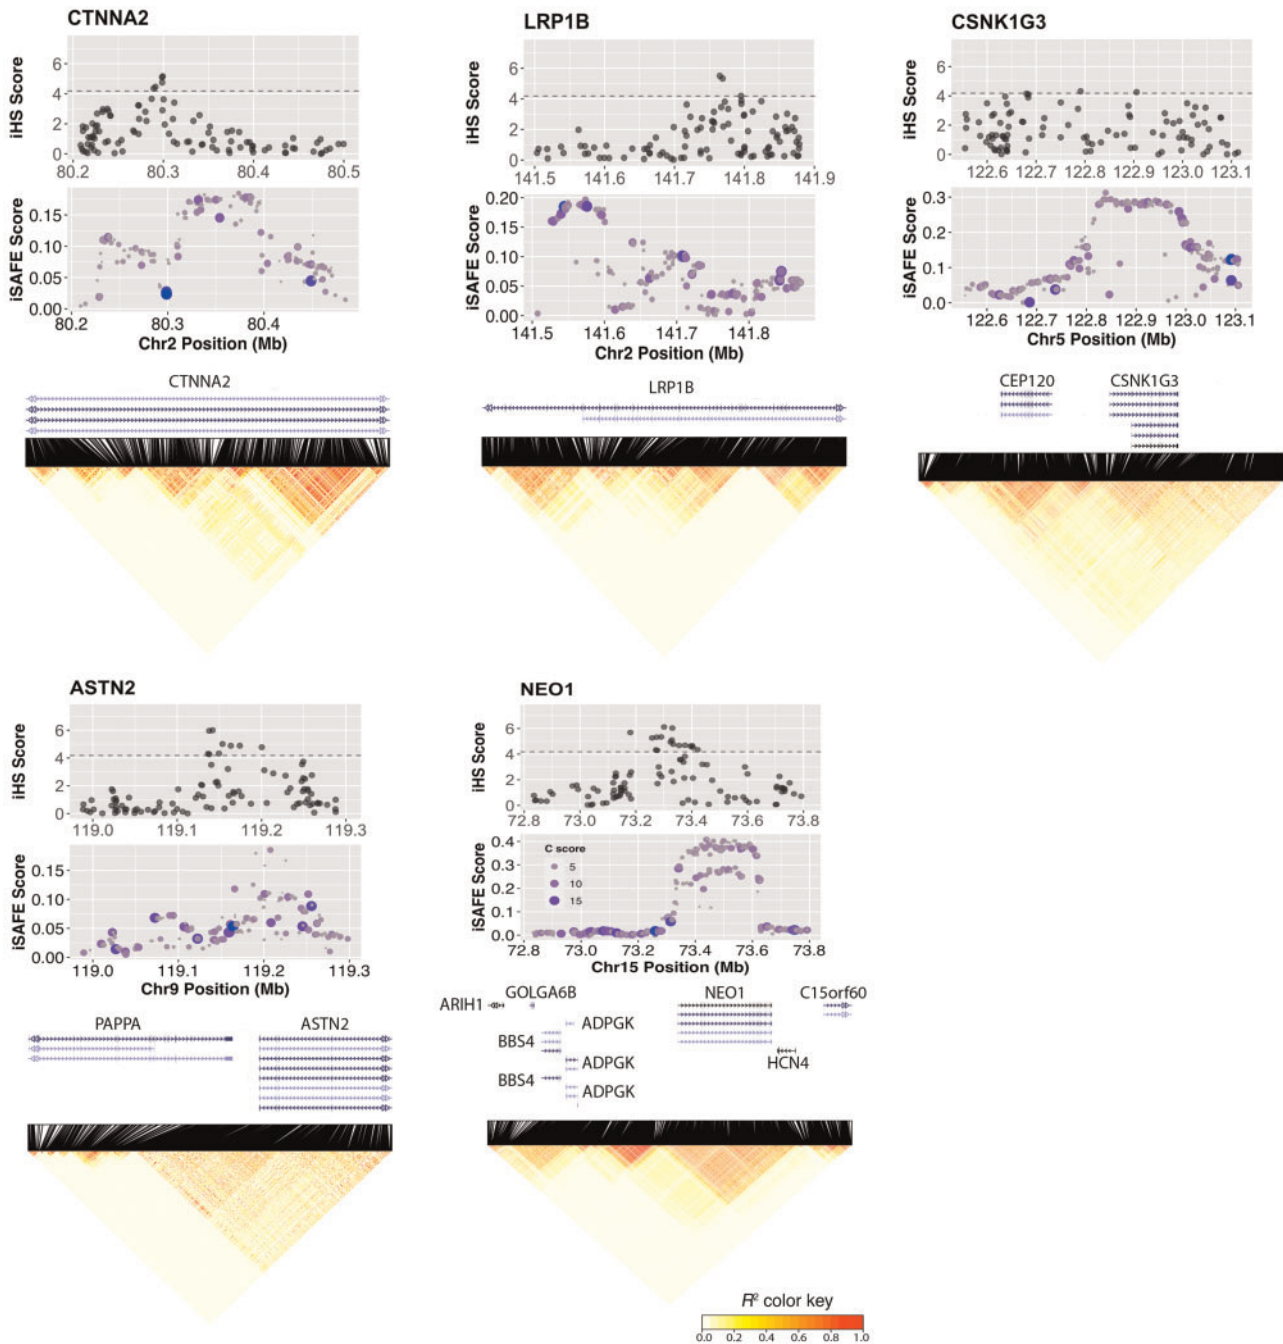 CTNNA2
LRP1B
CSNK1G3
iHS Score
6
4
2
0
80.2 80.3 80.4 80.5
iHS Score
6
4
2
0
141.5 141.6 141.7 141.8 141.9
iHS Score
6
4
2
0
122.6 122.7 122.8 122.9 123.0 123.1
iSAFE Score
0.15
0.10
0.05
0.00
80.2 80.3 80.4
Chr2 Position (Mb)
iSAFE Score
0.20
0.15
0.10
0.05
0.00
141.5 141.6 141.7 141.8
Chr2 Position (Mb)
iSAFE Score
0.3
0.2
0.1
0.0
122.6 122.7 122.8 122.9 123.0 123.1
Chr5 Position (Mb)
CTNNA2
LRP1B
CEP120 CSNK1G3
ASTN2
NEO1
iHS Score
6
4
2
0
119.0 119.1 119.2 119.3
iHS Score
6
4
2
0
72.8 73.0 73.2 73.4 73.6 73.8
iSAFE Score
0.15
0.10
0.05
0.00
119.0 119.1 119.2 119.3
Chr9 Position (Mb)
iSAFE Score
0.4
0.3
0.2
0.1
0.0
C score
5
10
15
72.8 73.0 73.2 73.4 73.6 73.8
Chr15 Position (Mb)
PAPPA ASTN2
ARIH1 GOLGA6B NEO1 C15orf60
ADPGK
BBS4
ADPGK
HCN4
BBS4
ADPGK
R² color key
0.0 0.2 0.4 0.6 0.8 1.0